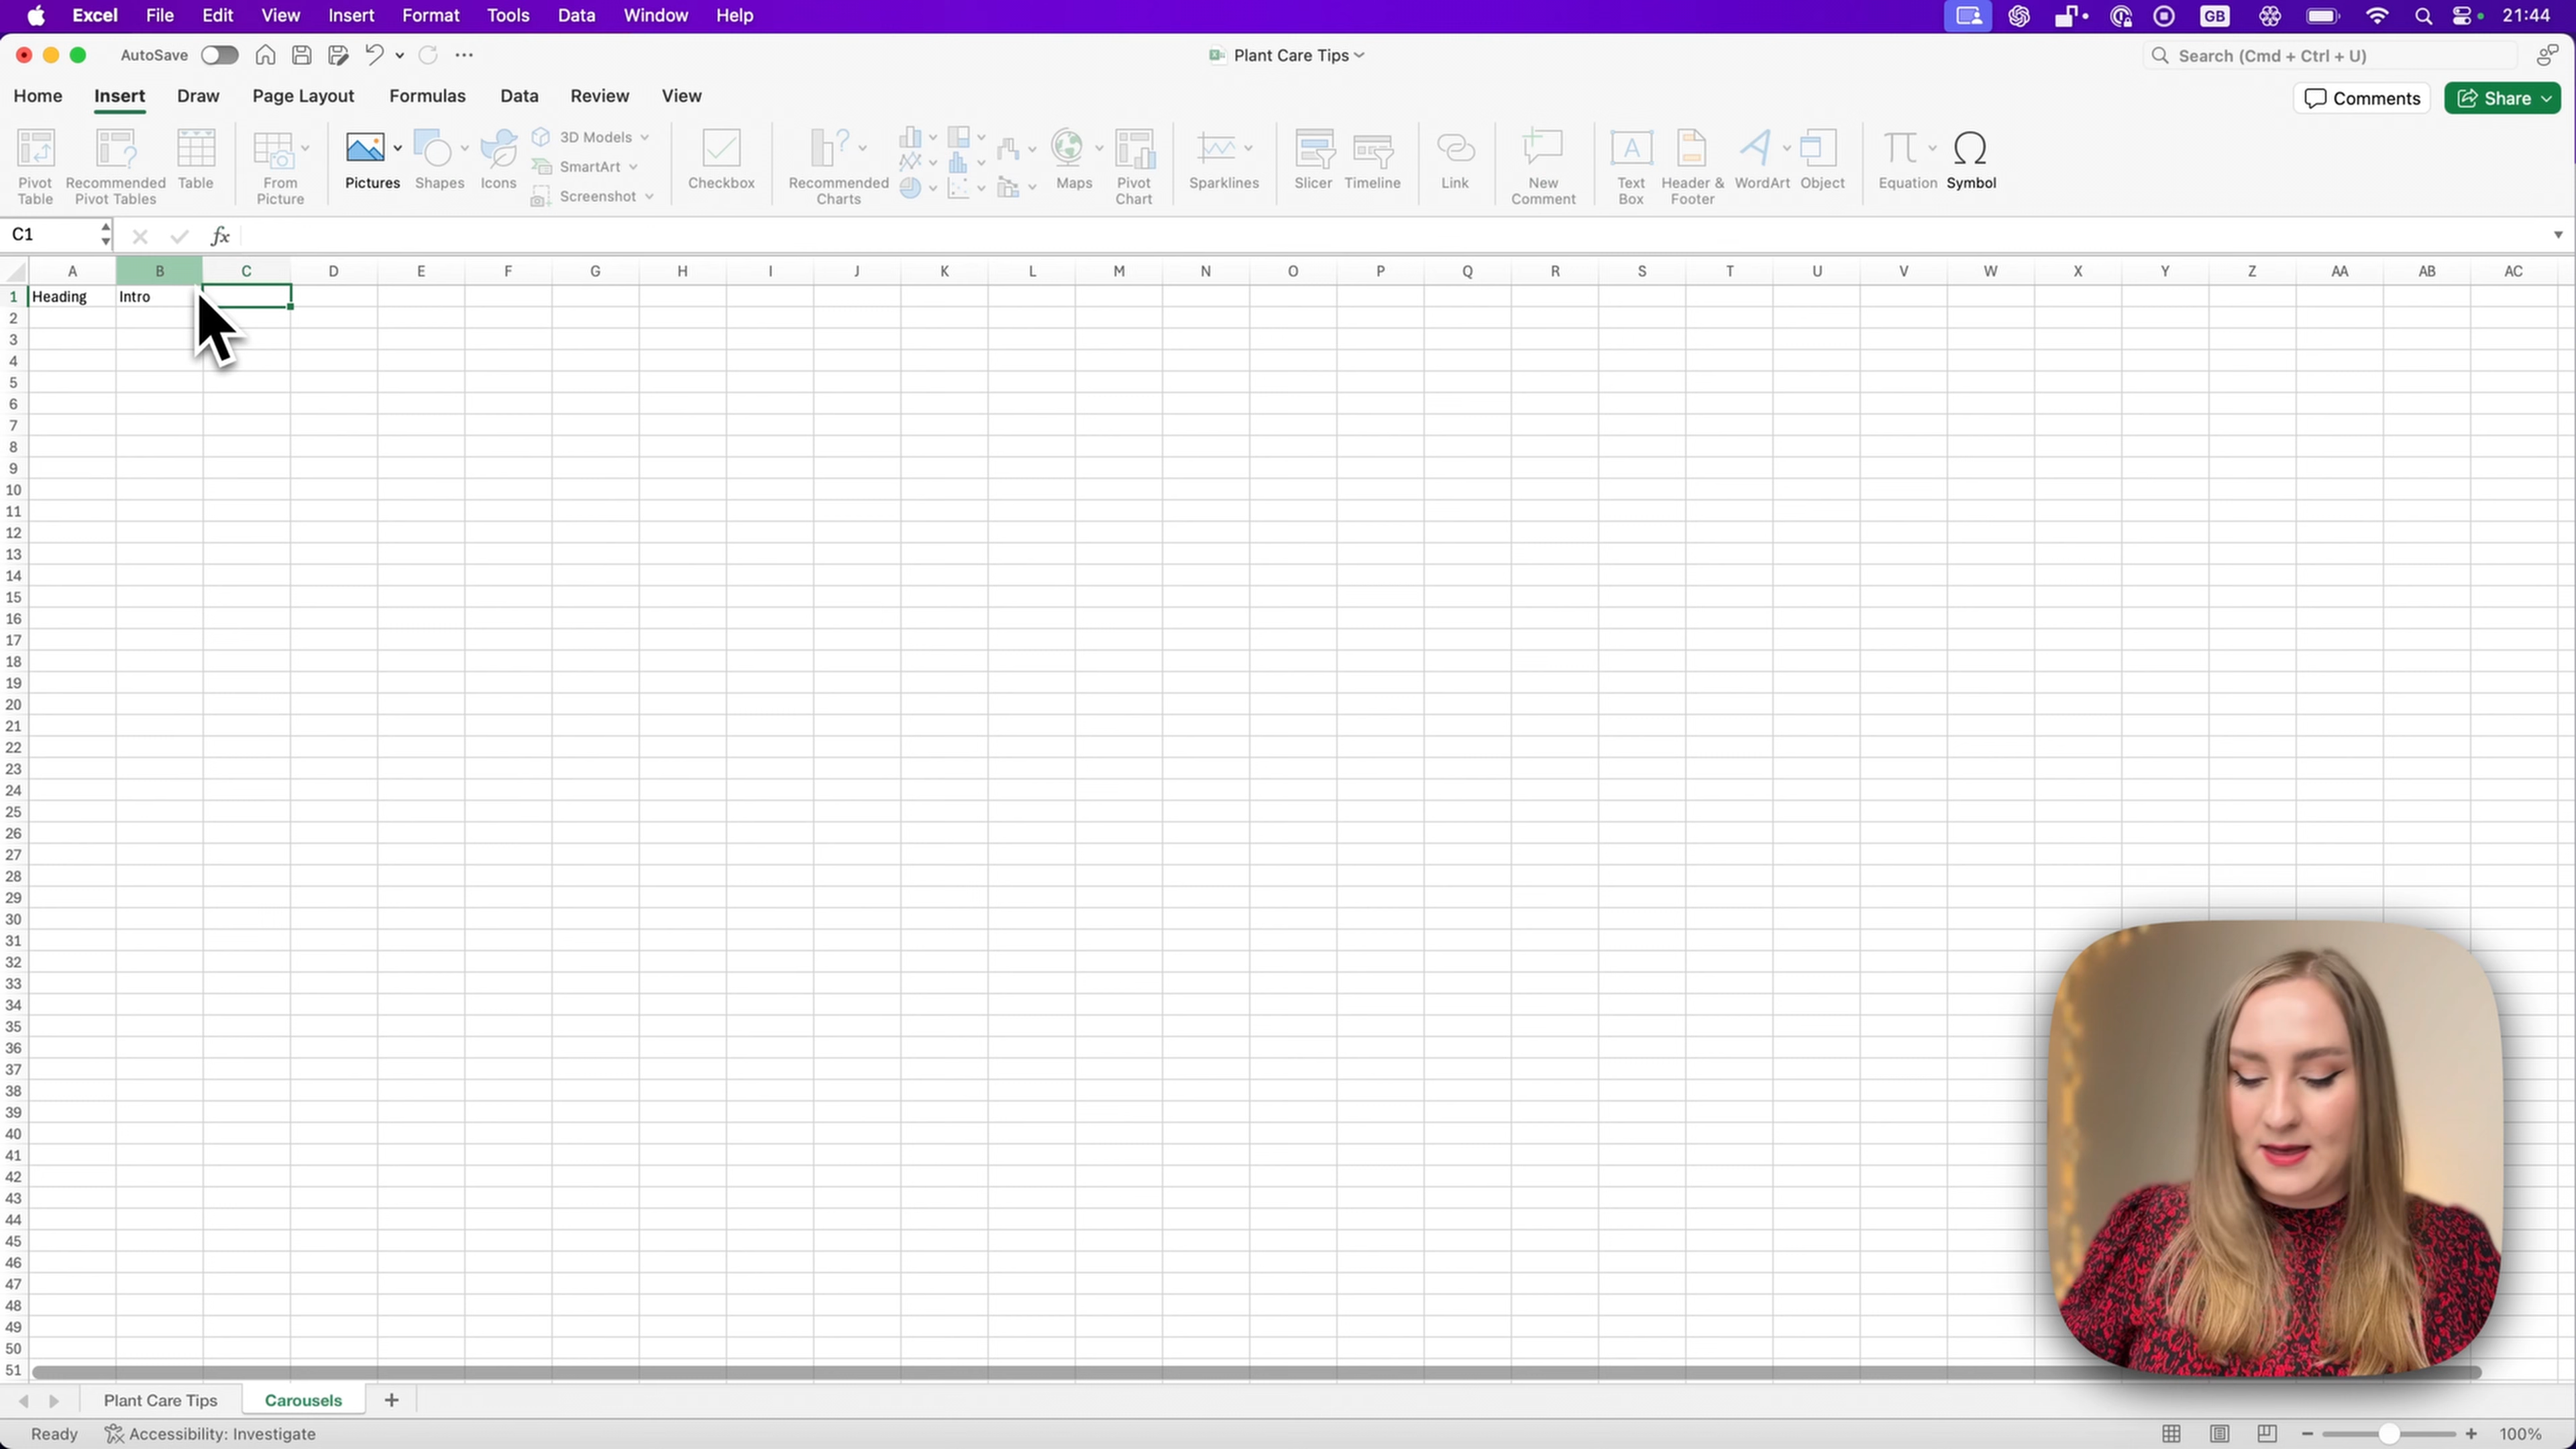 Excel File Edit View Insert Format Tools Data Window Help GB 21:44
AutoSave Plant Care Tips Search (Cmd + Ctrl + U)
Home Insert Draw Page Layout Formulas Data Review View Comments Share
Pivot Table
Recommended Pivot Tables
Table
From Picture
Pictures
Shapes
Icons
3D Models
SmartArt
Screenshot
Checkbox
Recommended Charts
Maps
Pivot Chart
Sparklines
Slicer
Timeline
Link
New Comment
Text Box
Header & Footer
WordArt
Object
Equation
Symbol
C1 fx
A B C D E F G H I J K L M N O P Q R S T U V W X Y Z AA AB AC
1 Heading Intro
2
3
4
5
6
7
8
9
10
11
12
13
14
15
16
17
18
19
20
21
22
23
24
25
26
27
28
29
30
31
32
33
34
35
36
37
38
39
40
41
42
43
44
45
46
47
48
49
50
51
Plant Care Tips Carousels +
Ready Accessibility: Investigate 100%